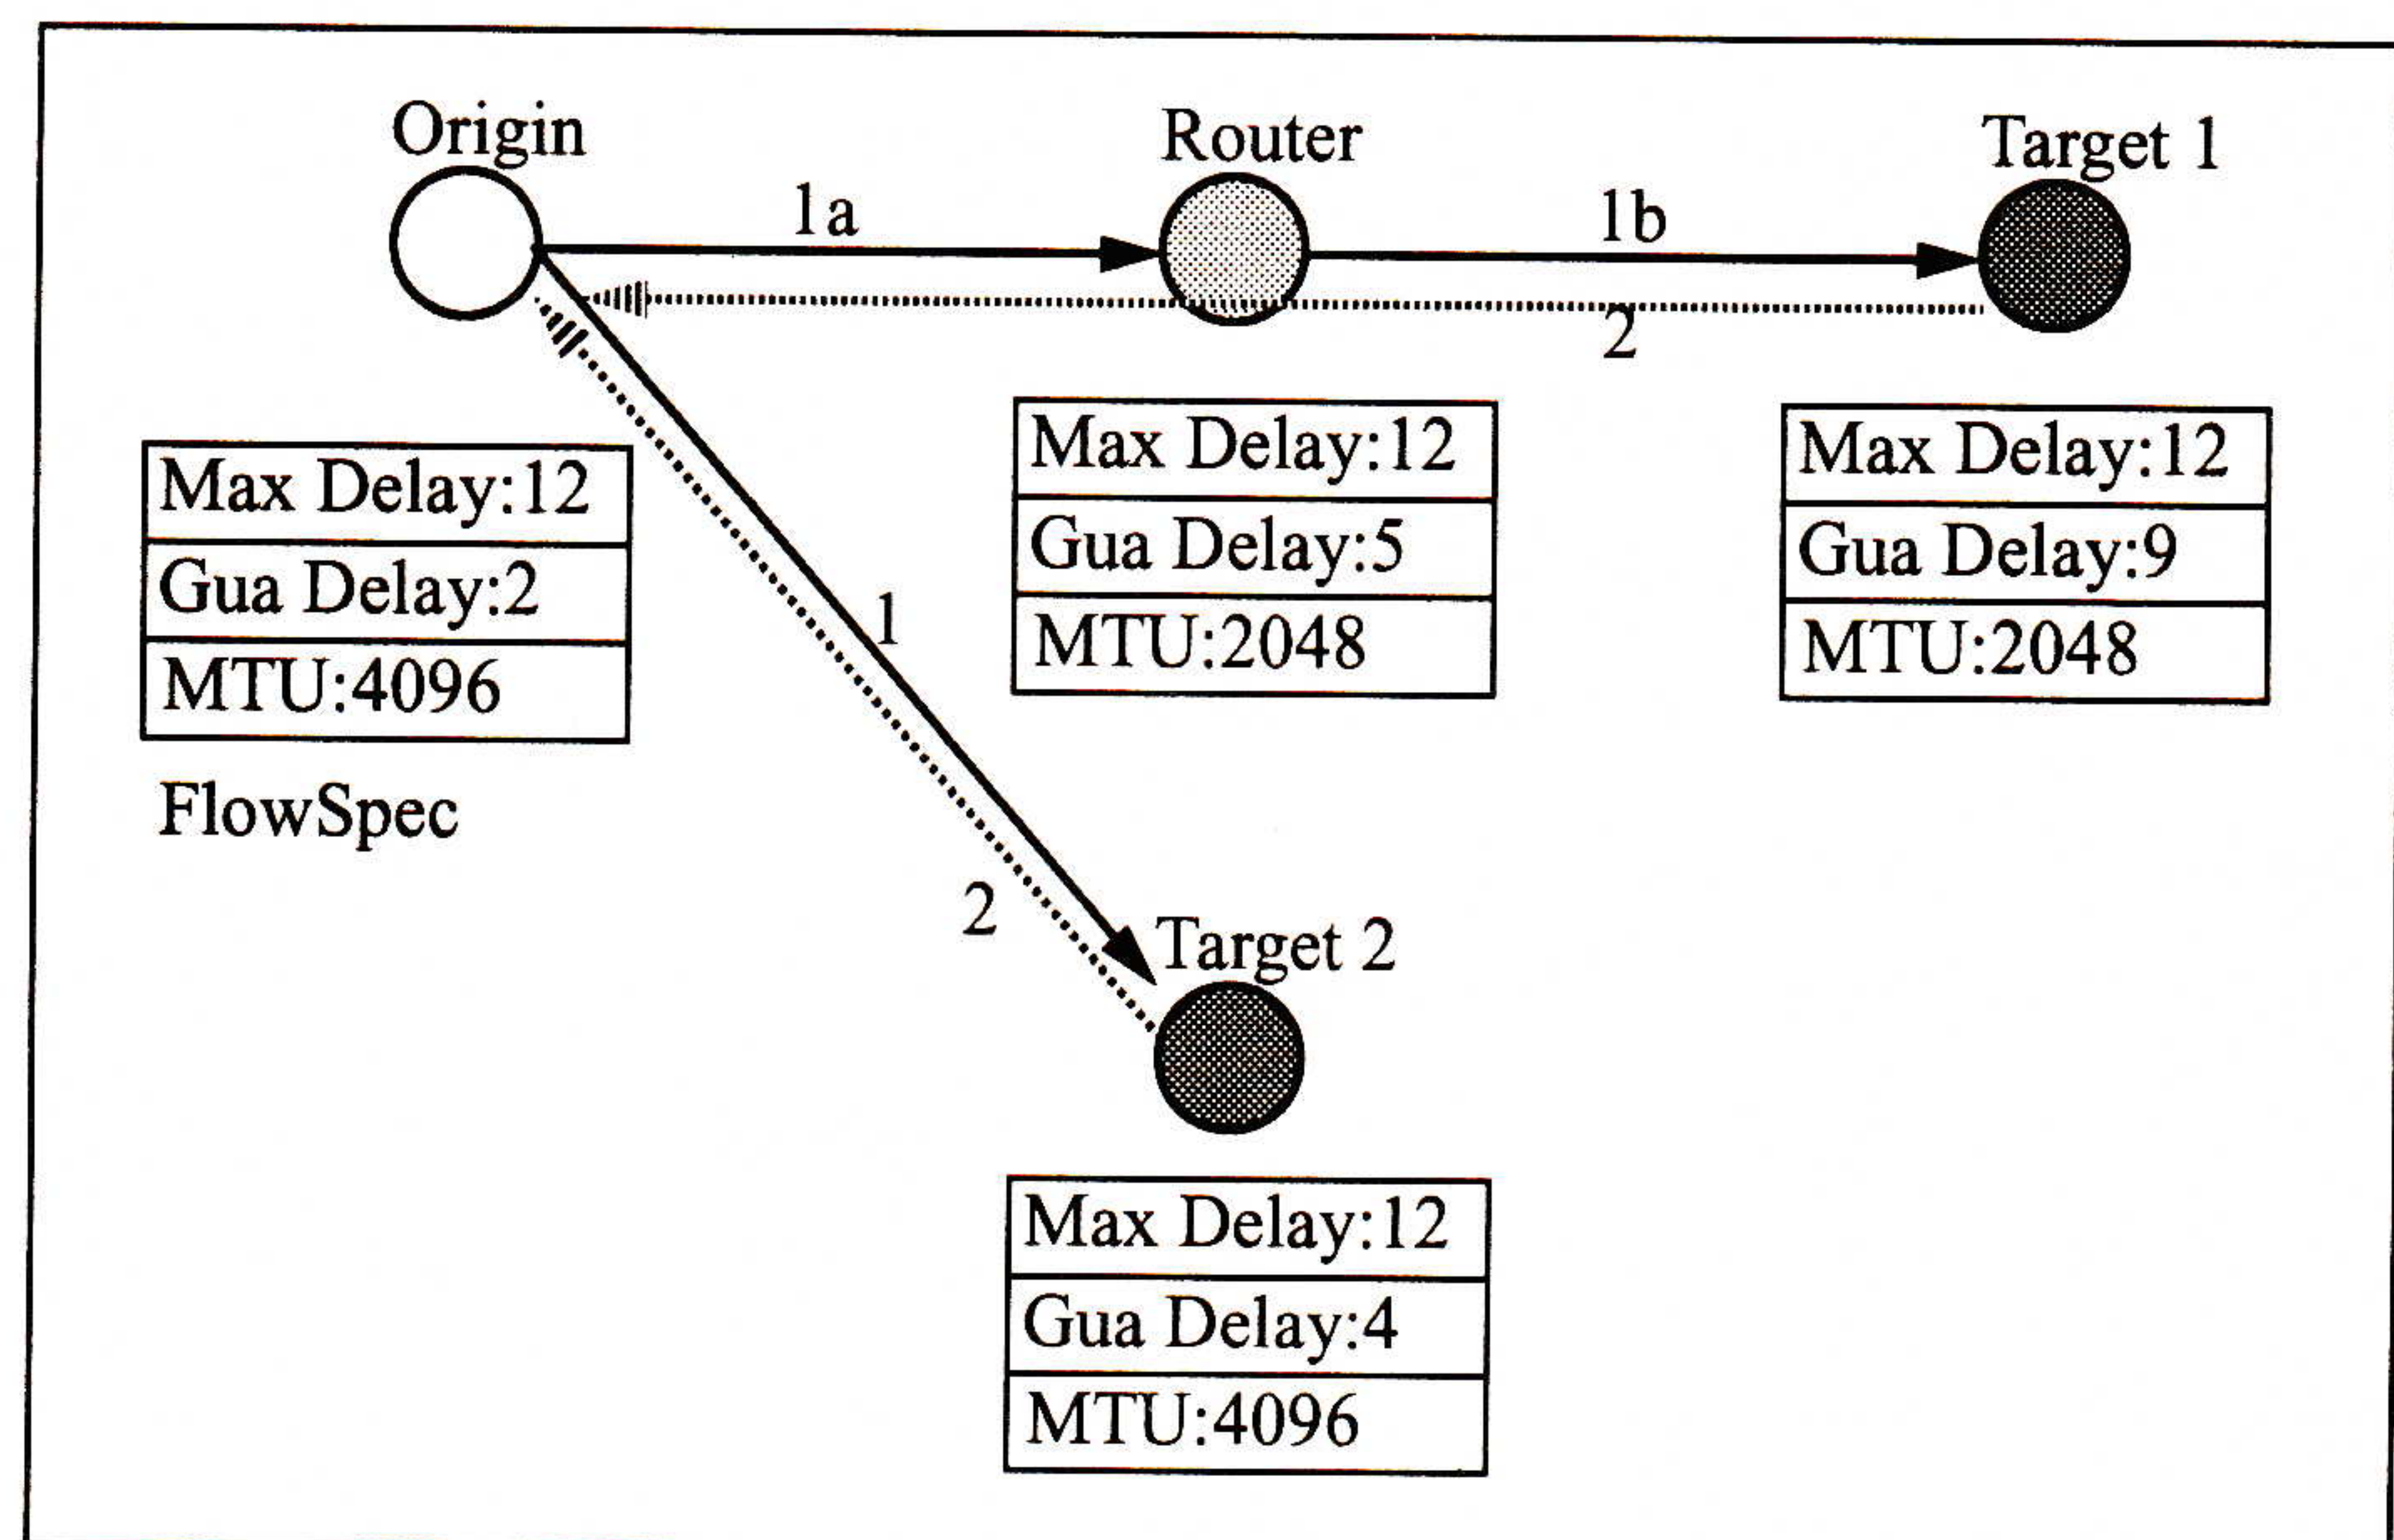 Origin
Router
Target 1
1a
1b
2
Max Delay:12
Gua Delay:2
MTU:4096
FlowSpec
Max Delay:12
Gua Delay:5
MTU:2048
Max Delay:12
Gua Delay:9
MTU:2048
1
2
Target 2
Max Delay:12
Gua Delay:4
MTU:4096